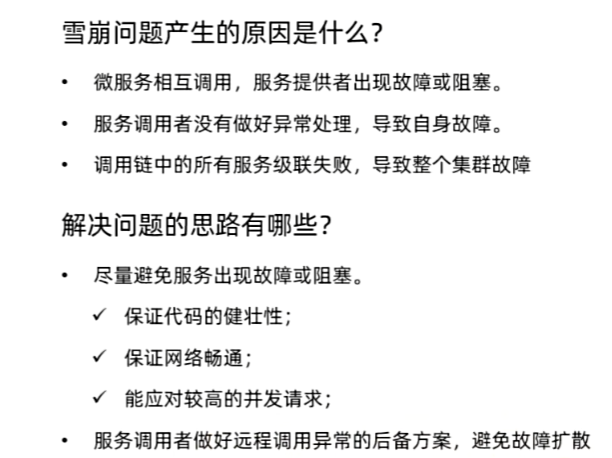 雪崩问题产生的原因是什么?
• 微服务相互调用，服务提供者出现故障或阻塞。
• 服务调用者没有做好异常处理，导致自身故障。
• 调用链中的所有服务级联失败，导致整个集群故障
解决问题的思路有哪些?
• 尽量避免服务出现故障或阻塞。
✓ 保证代码的健壮性；
✓ 保证网络畅通；
✓ 能应对较高的并发请求；
• 服务调用者做好远程调用异常的后备方案，避免故障扩散